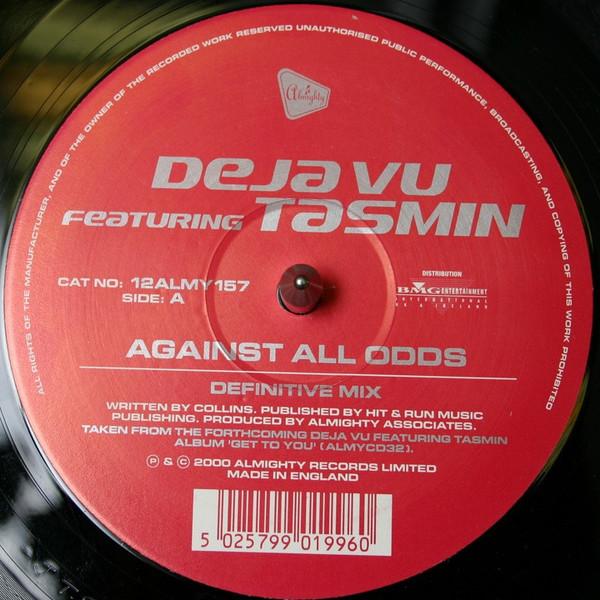 ALL RIGHTS OF THE MANUFACTURER, AND OF THE OWNER OF THE RECORDED WORK RESERVED UNAUTHORISED PUBLIC PERFORMANCE, BROADCASTING, AND COPYING OF THIS WORK PROHIBITED
Almighty
DEJA VU
FEATURING TASMIN
CAT NO: 12ALMY157
SIDE: A
DISTRIBUTION
BMG ENTERTAINMENT
INTERNATIONAL
UK & IRELAND
AGAINST ALL ODDS
DEFINITIVE MIX
WRITTEN BY COLLINS. PUBLISHED BY HIT & RUN MUSIC
PUBLISHING. PRODUCED BY ALMIGHTY ASSOCIATES.
TAKEN FROM THE FORTHCOMING DEJA VU FEATURING TASMIN
ALBUM 'GET TO YOU' (ALMYCD32).
℗ & © 2000 ALMIGHTY RECORDS LIMITED
MADE IN ENGLAND
5 025799 019960